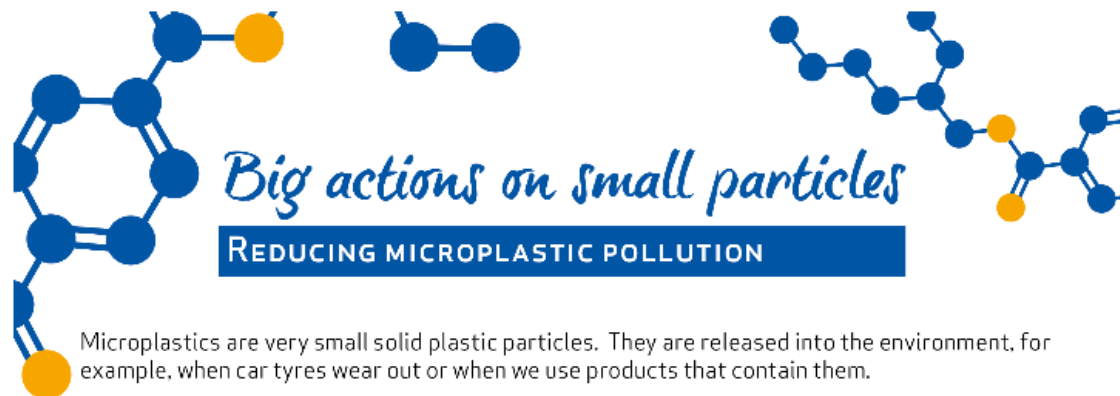 Big actions on small particles
REDUCING MICROPLASTIC POLLUTION
Microplastics are very small solid plastic particles. They are released into the environment, for
example, when car tyres wear out or when we use products that contain them.